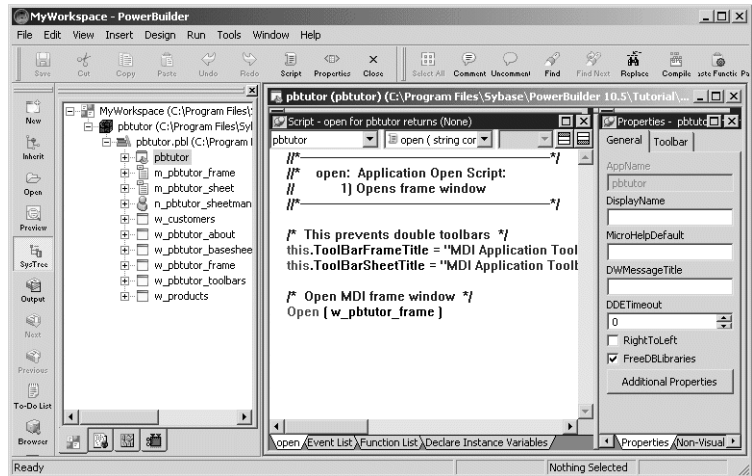 MyWorkspace - PowerBuilder
File Edit View Insert Design Run Tools Window Help
Save Cut Copy Paste Undo Redo Script Properties Close Select All Comment Uncomment Find Find Next Replace Compile aste Functic Pa
New
Inherit
Open
Preview
SysTree
Output
Next
Previous
To-Do List
Browser
MyWorkspace (C:\Program Files\
pbtutor (C:\Program Files\Syl
pbtutor.pbl (C:\Program I
pbtutor
m_pbtutor_frame
m_pbtutor_sheet
n_pbtutor_sheetman
w_customers
w_pbtutor_about
w_pbtutor_baseshee
w_pbtutor_frame
w_pbtutor_toolbars
w_products
pbtutor (pbtutor) (C:\Program Files\Sybase\PowerBuilder 10.5\Tutorial\...
Script - open for pbtutor returns (None)
pbtutor open ( string cor
//*-----------------------------------------*/
//* open: Application Open Script:
// 1) Opens frame window
//*-----------------------------------------*/
/* This prevents double toolbars */
this.ToolBarFrameTitle = "MDI Application Tool
this.ToolBarSheetTitle = "MDI Application Toolb
/* Open MDI frame window */
Open ( w_pbtutor_frame )
open Event List Function List Declare Instance Variables
Properties - pbtutc
General Toolbar
AppName
pbtutor
DisplayName
MicroHelpDefault
DWMessageTitle
DDETimeout
0
RightToLeft
FreeDBLibraries
Additional Properties
Properties Non-Visual
Ready
Nothing Selected